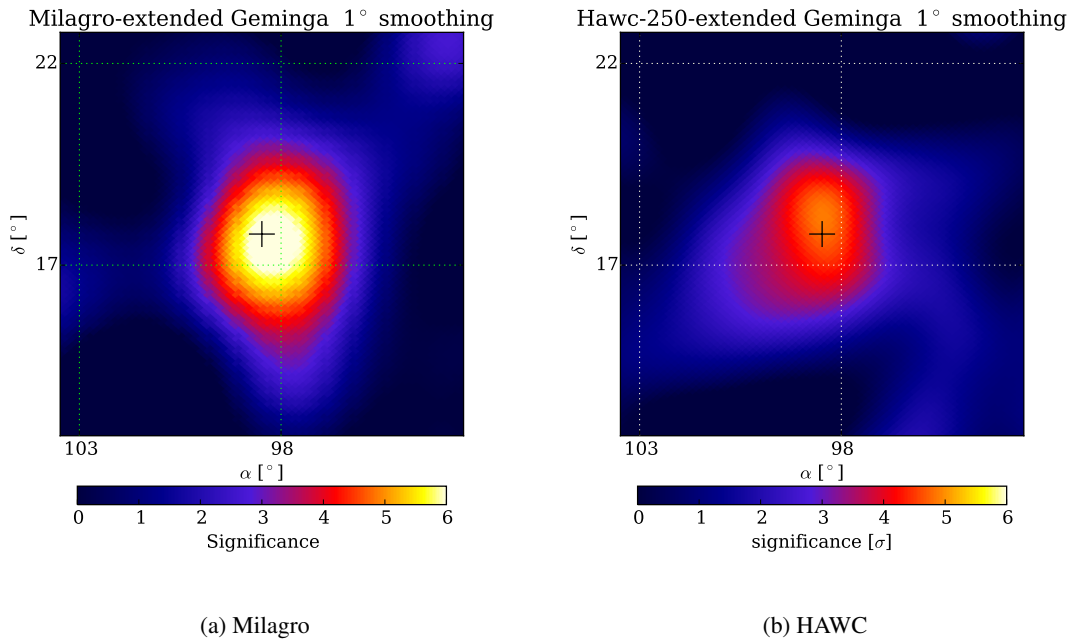 Milagro-extended Geminga 1° smoothing
22
17
δ [°]
103 98
α [°]
0 1 2 3 4 5 6
Significance
(a) Milagro
Hawc-250-extended Geminga 1° smoothing
22
17
δ [°]
103 98
α [°]
0 1 2 3 4 5 6
significance [σ]
(b) HAWC